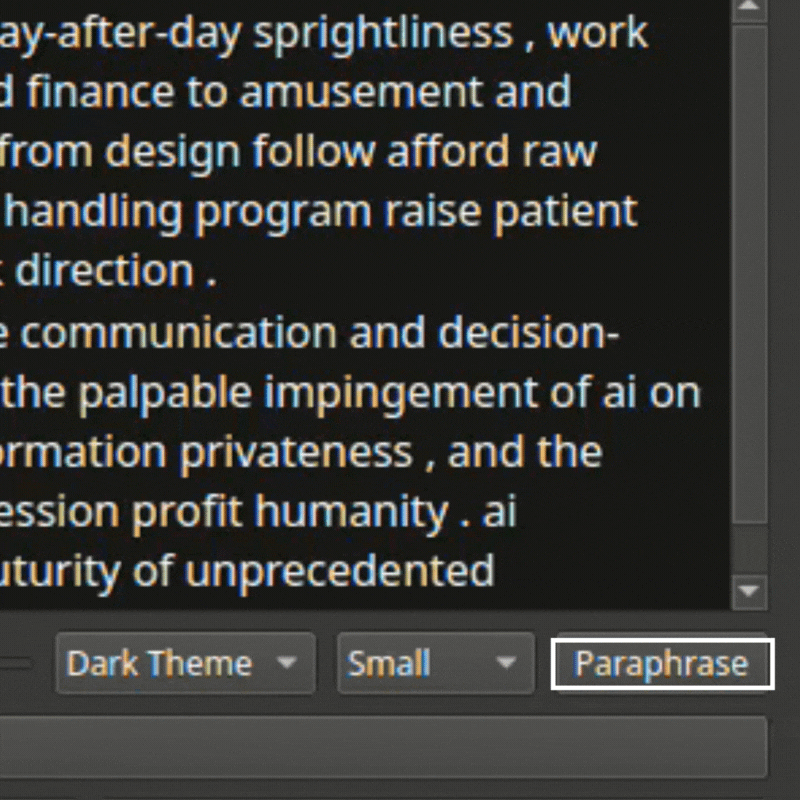 ay-after-day sprightliness , work
finance to amusement and
from design follow afford raw
handling program raise patient
direction .
communication and decision-
the palpable impingement of ai on
ormation privateness , and the
ession profit humanity . ai
uturity of unprecedented
Dark Theme
Small
Paraphrase